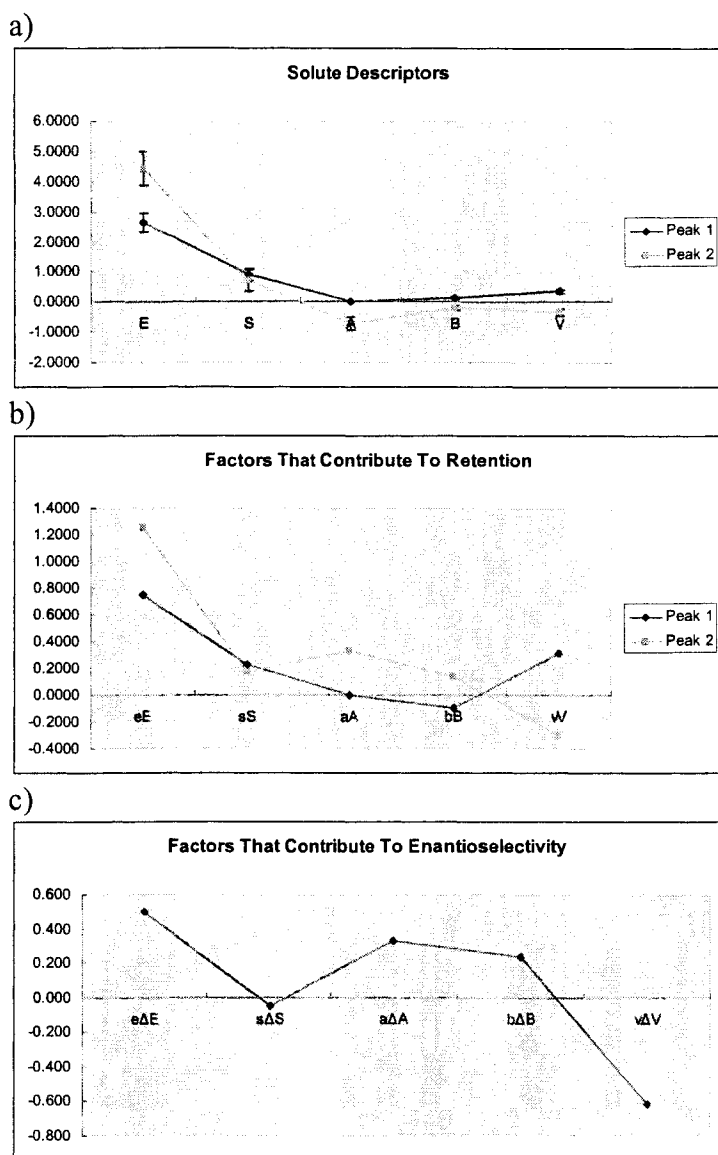 a)
Solute Descriptors
6.0000
5.0000
4.0000
3.0000
2.0000
1.0000
0.0000
-1.0000
-2.0000
E S A B V
Peak 1
Peak 2
b)
Factors That Contribute To Retention
1.4000
1.2000
1.0000
0.8000
0.6000
0.4000
0.2000
0.0000
-0.2000
-0.4000
eE sS aA bB vV
Peak 1
Peak 2
c)
Factors That Contribute To Enantioselectivity
0.600
0.400
0.200
0.000
-0.200
-0.400
-0.600
-0.800
eΔE sΔS aΔA bΔB vΔV